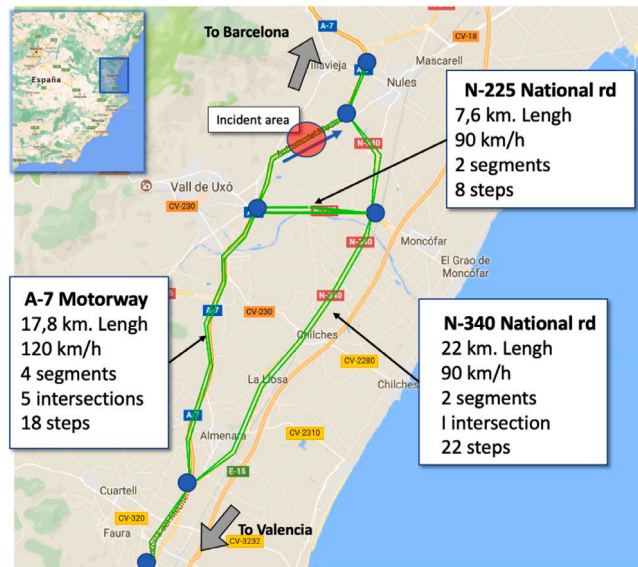 To Barcelona
A-7
CV-18
Mascarell
Villavieja
Nules
España
N-225 National rd
7,6 km. Lengh
90 km/h
2 segments
8 steps
Incident area
N-340
Vall de Uxó
CV-230
Moncófar
N-340
El Grao de
Moncófar
A-7 Motorway
17,8 km. Lengh
120 km/h
4 segments
5 intersections
18 steps
A-7
CV-230
N-340
Chilches
CV-2280
Chilches
N-340 National rd
22 km. Lengh
90 km/h
2 segments
I intersection
22 steps
La Llosa
A-7
Almenara
CV-2310
E-15
Cuartell
CV-320
Faura
To Valencia
CV-3232